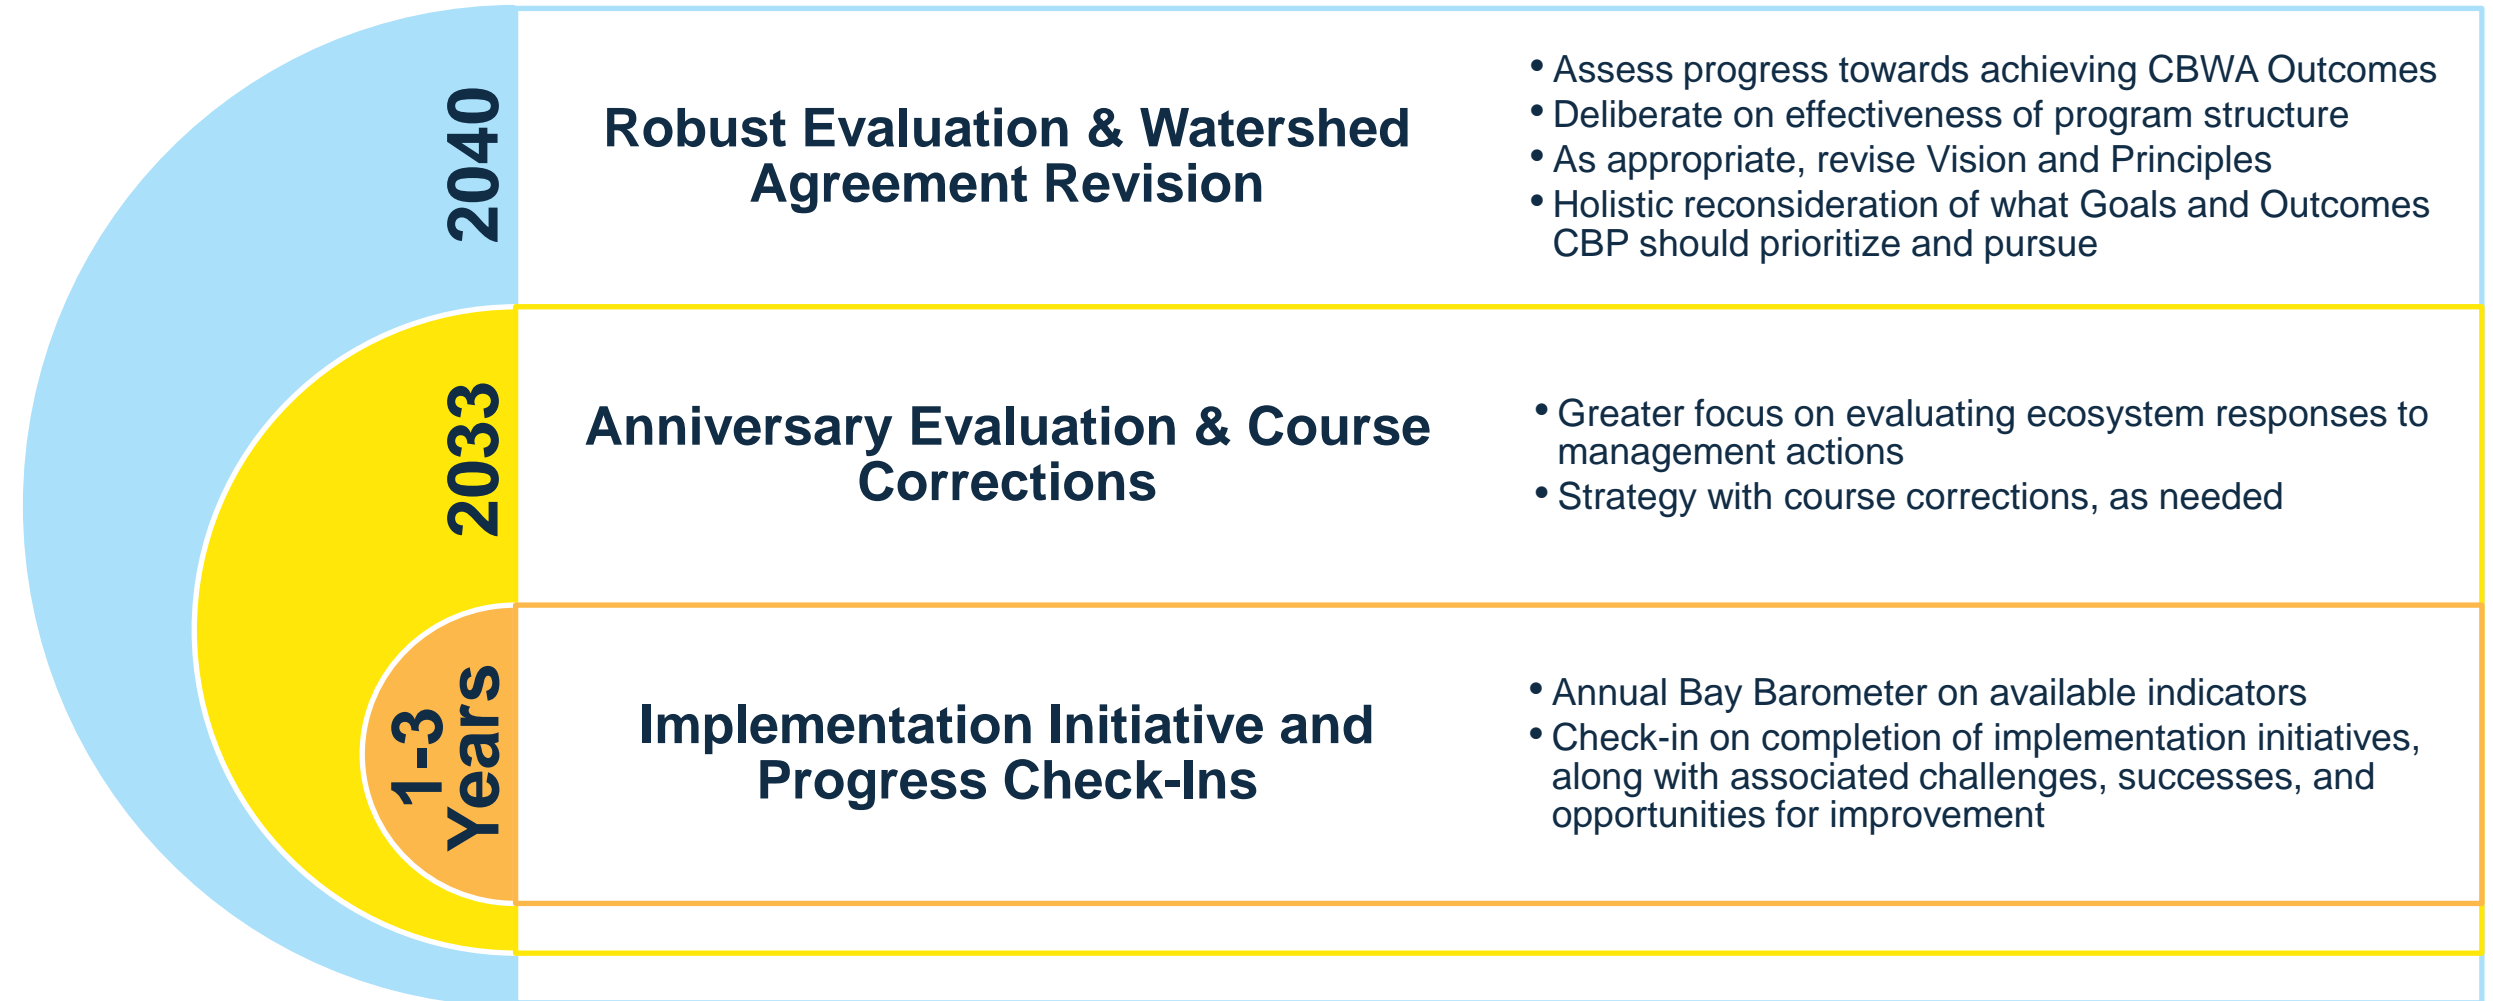 2040
Robust Evaluation & Watershed
Agreement Revision
• Assess progress towards achieving CBWA Outcomes
• Deliberate on effectiveness of program structure
• As appropriate, revise Vision and Principles
• Holistic reconsideration of what Goals and Outcomes
CBP should prioritize and pursue
2033
Anniversary Evaluation & Course
Corrections
• Greater focus on evaluating ecosystem responses to
management actions
• Strategy with course corrections, as needed
1-3
Years
Implementation Initiative and
Progress Check-Ins
• Annual Bay Barometer on available indicators
• Check-in on completion of implementation initiatives,
along with associated challenges, successes, and
opportunities for improvement